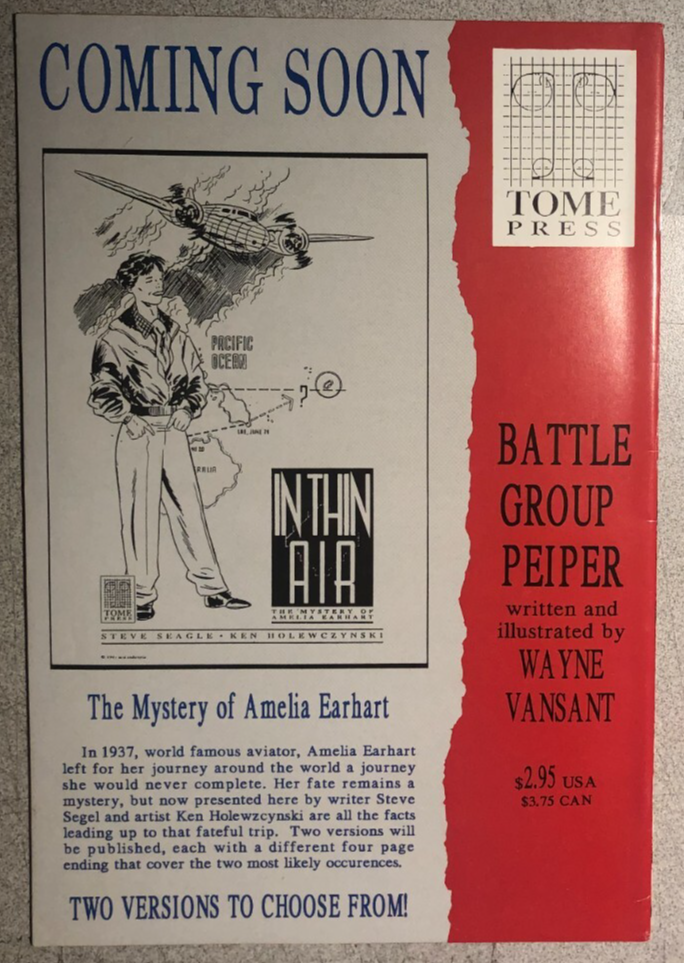 COMING SOON
PACIFIC
OCEAN
?
LAE, JUNE 29
IN THIN
AIR
THE MYSTERY OF
AMELIA EARHART
TOME
PRESS
STEVE SEAGLE • KEN HOLEWCZYNSKI
The Mystery of Amelia Earhart
In 1937, world famous aviator, Amelia Earhart
left for her journey around the world a journey
she would never complete. Her fate remains a
mystery, but now presented here by writer Steve
Segel and artist Ken Holewzcynski are all the facts
leading up to that fateful trip. Two versions will
be published, each with a different four page
ending that cover the two most likely occurences.
TWO VERSIONS TO CHOOSE FROM!
TOME
PRESS
BATTLE
GROUP
PEIPER
written and
illustrated by
WAYNE
VANSANT
$2.95 USA
$3.75 CAN